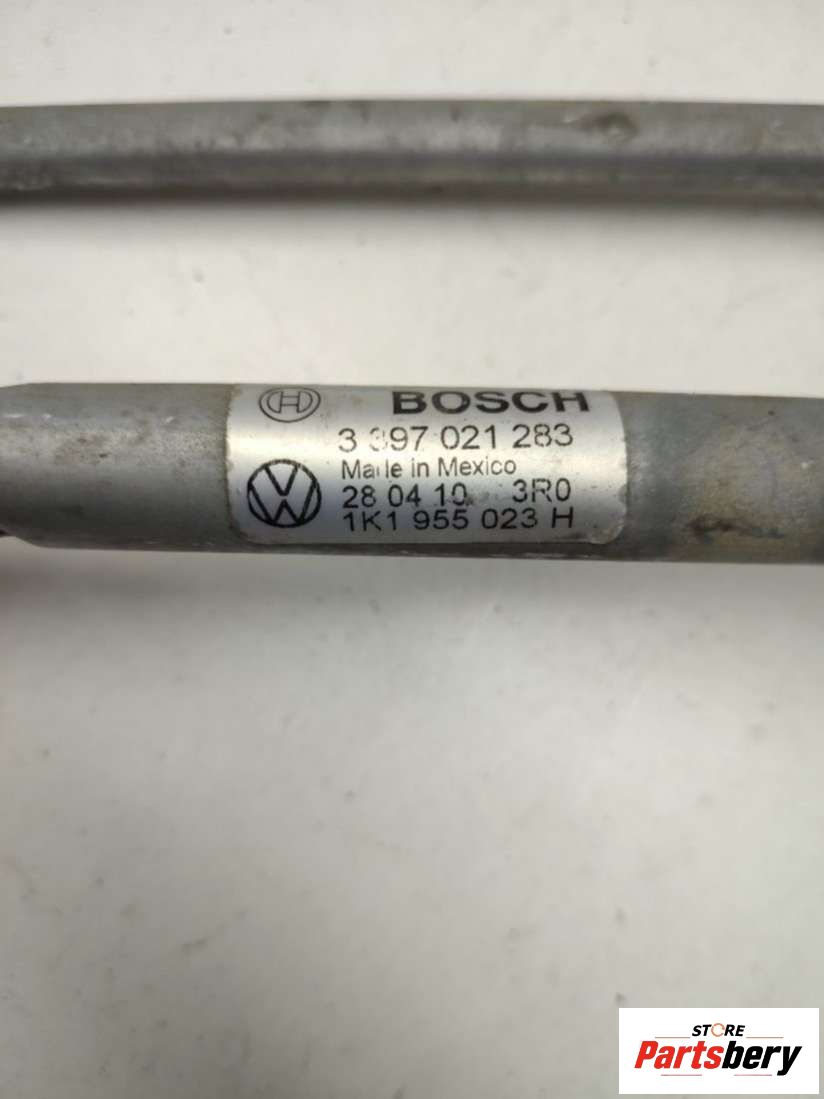 BOSCH
3 397 021 283
Made in Mexico
28 04 10 3R0
1K1 955 023 H
STORE
Partsbery